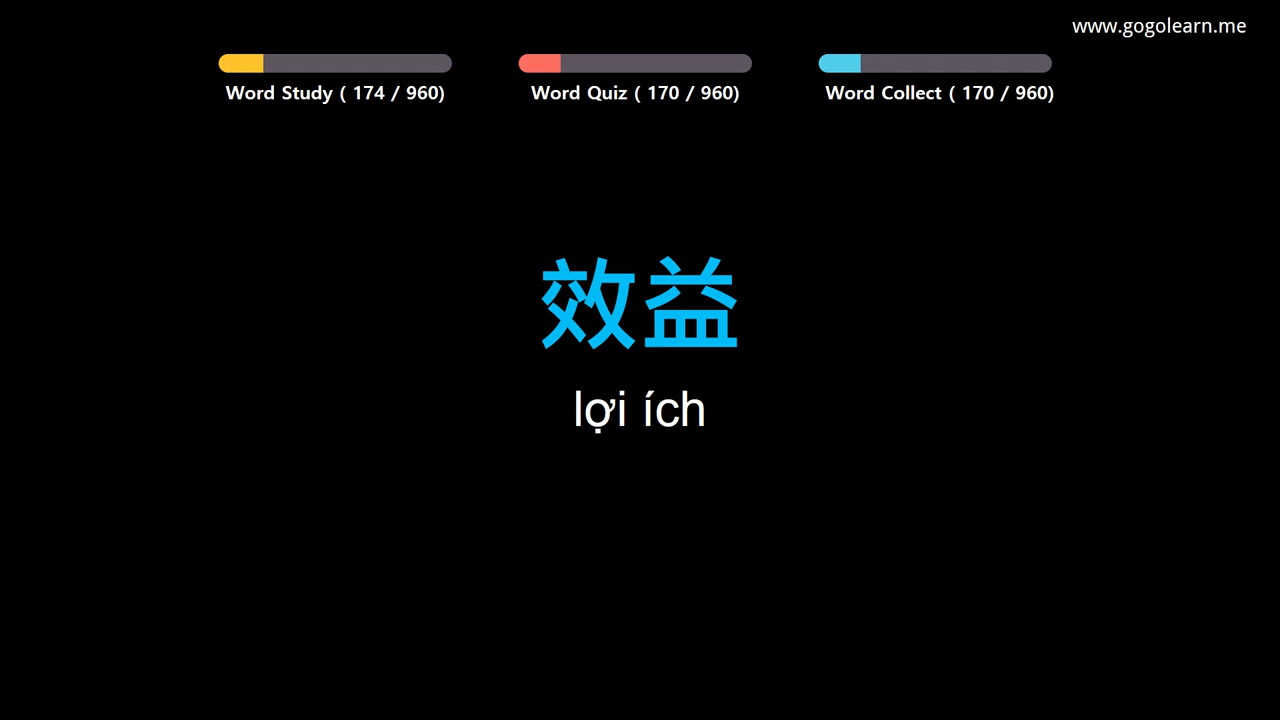 www.gogolearn.me
Word Study ( 174 / 960)
Word Quiz ( 170 / 960)
Word Collect ( 170 / 960)
效益
lợi ích